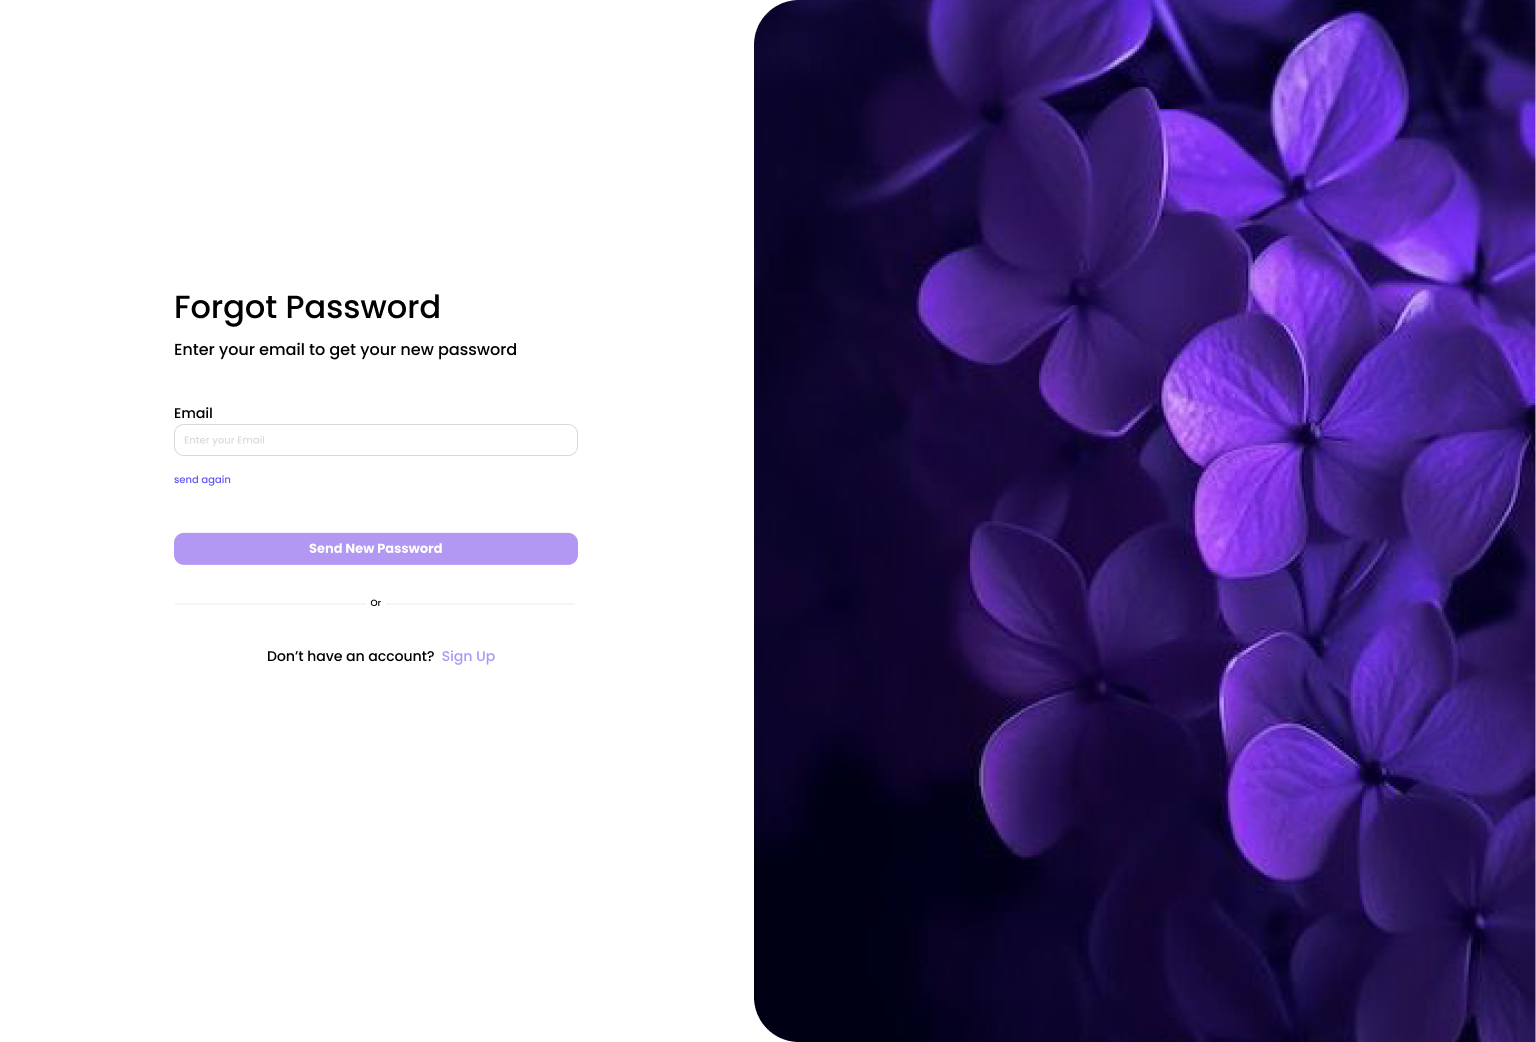 Forgot Password
Enter your email to get your new password
Email
Enter your Email
send again
Send New Password
Or
Don’t have an account? Sign Up